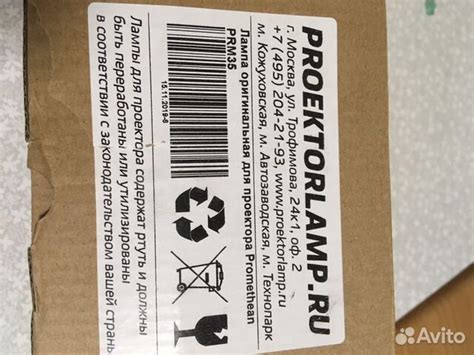 PROEKTORLAMP.RU
г. Москва, ул. Трофимова, 24к1, оф. 2
+7 (495) 204-21-93, www.proektorlamp.ru
м. Кожуховская, м. Автозаводская, м. Технопарк
Лампа оригинальная для проектора Promethean
PRM35
15.11.2019-6
Лампы для проектора содержат ртуть и должны
быть переработаны или утилизированы
в соответствии с законодательством вашей страны
Avito